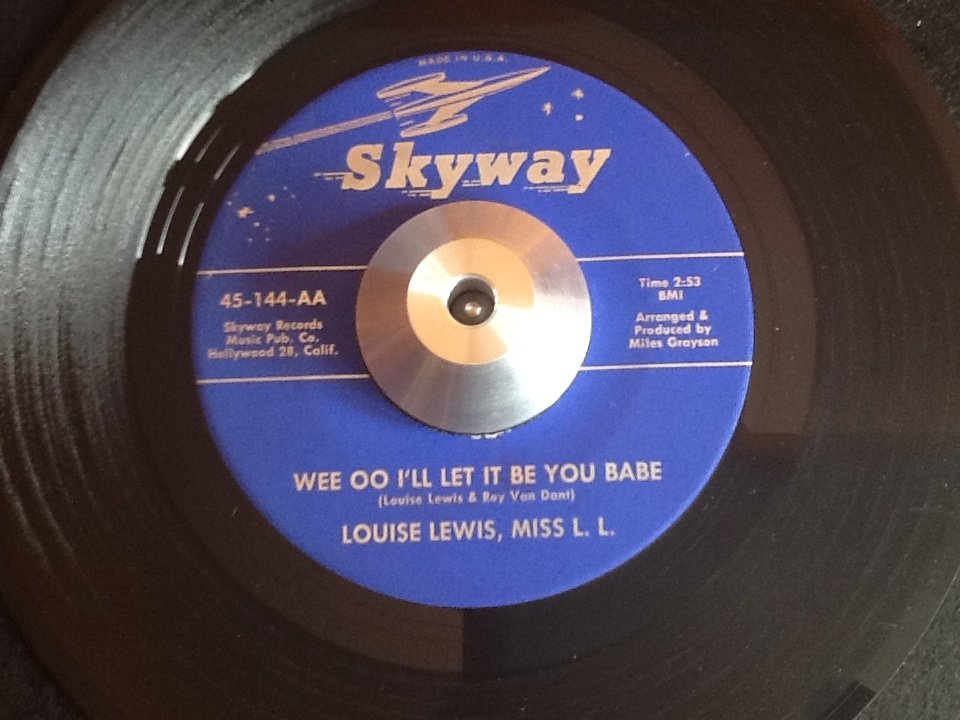 MADE IN U.S.A.
Skyway
45-144-AA
Skyway Records
Music Pub. Co.
Hollywood 28, Calif.
Time 2:53
BMI
Arranged &
Produced by
Miles Grayson
WEE OO I'LL LET IT BE YOU BABE
(Louise Lewis & Roy Van Dant)
LOUISE LEWIS, MISS L. L.